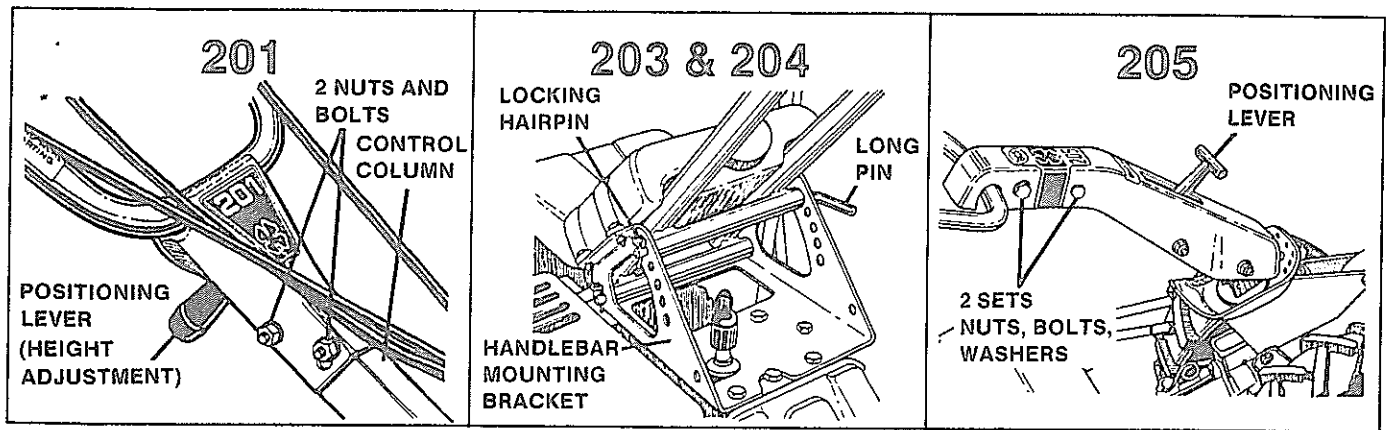 201
2 NUTS AND
BOLTS
CONTROL
COLUMN
201
POSITIONING
LEVER
(HEIGHT
ADJUSTMENT)
203 & 204
LOCKING
HAIRPIN
LONG
PIN
HANDLEBAR
MOUNTING
BRACKET
205
POSITIONING
LEVER
2 SETS
NUTS, BOLTS,
WASHERS